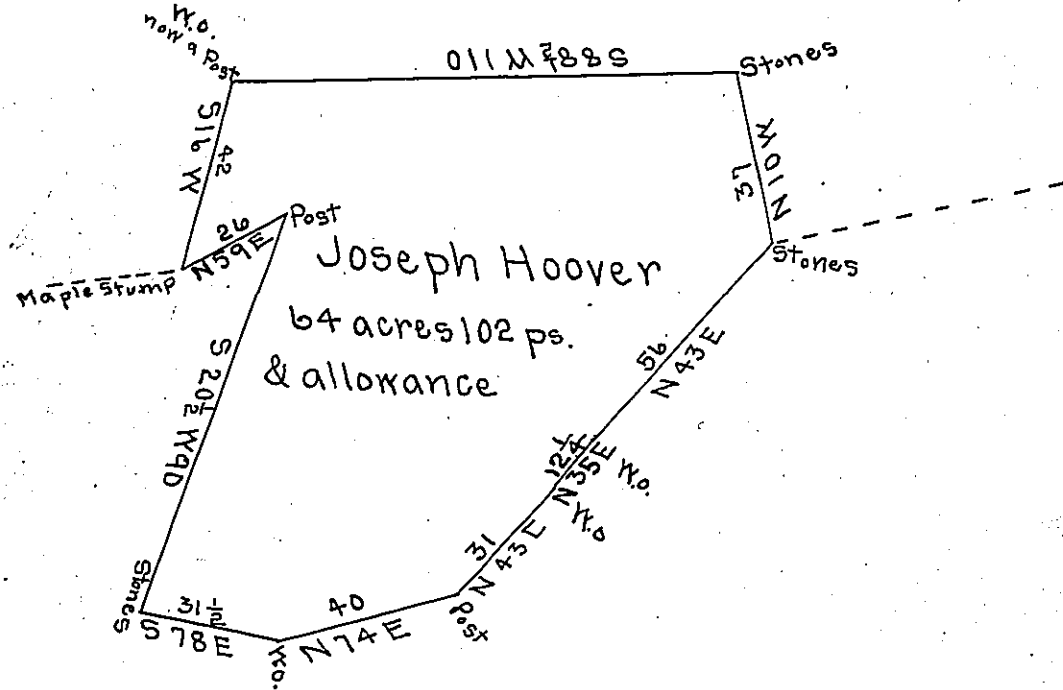 W.O.
now a Post
S 88¾ W 110
Stones
S 16 W
42
N 10 W
37
26
N 59 E
Post
Maple Stump
Stones
Joseph Hoover
64 acres 102 ps.
& allowance
S 20½ W 90
56
N 43 E
12¼
N 35 E
W.O.
W.O
31
N 43 E
Post
Stones
31½
S 78 E
W.O.
40
N 74 E